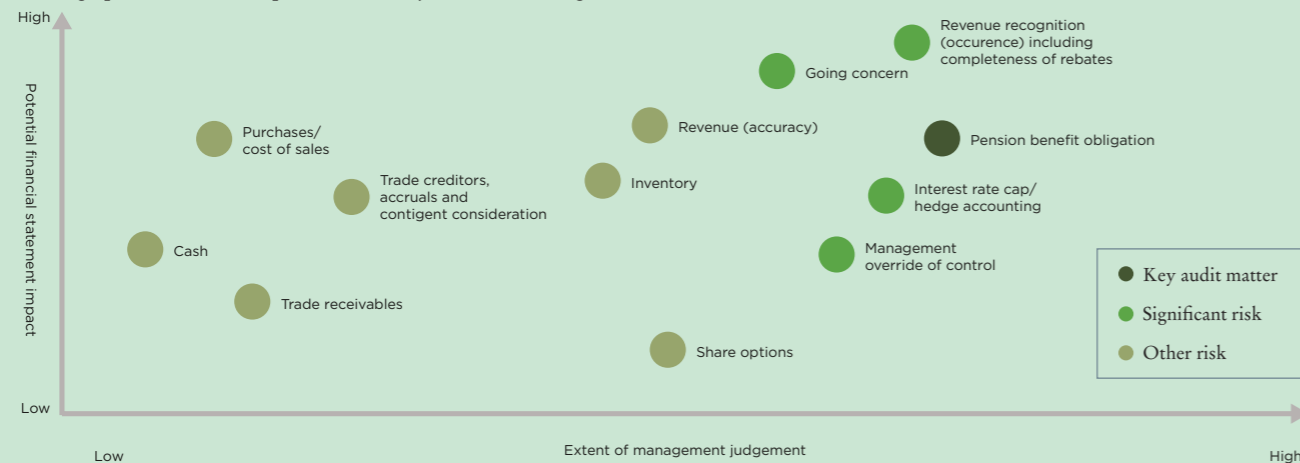 High
Potential financial statement impact
Low
Low
Extent of management judgement
High
Revenue recognition
(occurence) including
completeness of rebates
Going concern
Purchases/
cost of sales
Revenue (accuracy)
Pension benefit obligation
Trade creditors,
accruals and
contigent consideration
Inventory
Interest rate cap/
hedge accounting
Cash
Management
override of control
Trade receivables
Share options
Key audit matter
Significant risk
Other risk